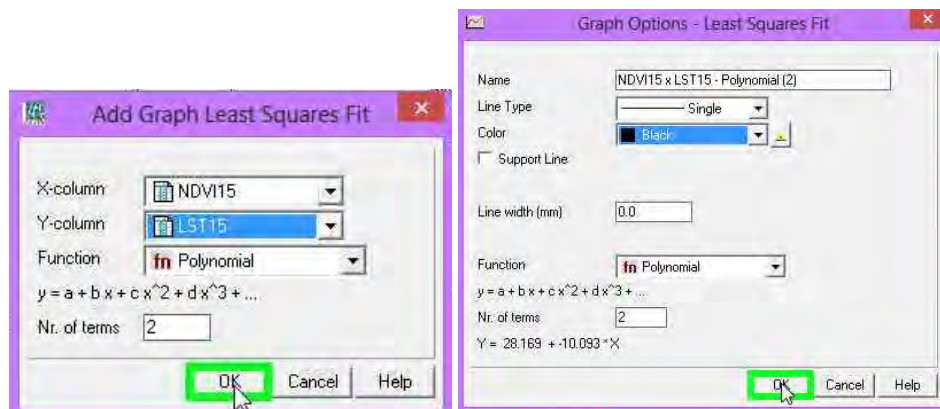 Add Graph Least Squares Fit
X-column NDVI15
Y-column LST15
Function fn Polynomial
y = a + b x + c x^2 + d x^3 + ...
Nr. of terms 2
OK Cancel Help
Graph Options - Least Squares Fit
Name NDVI15 x LST15 - Polynomial (2)
Line Type Single
Color Black
Support Line
Line width (mm) 0.0
Function fn Polynomial
y = a + b x + c x^2 + d x^3 + ...
Nr. of terms 2
Y = 28.169 + -10.093 * X
OK Cancel Help